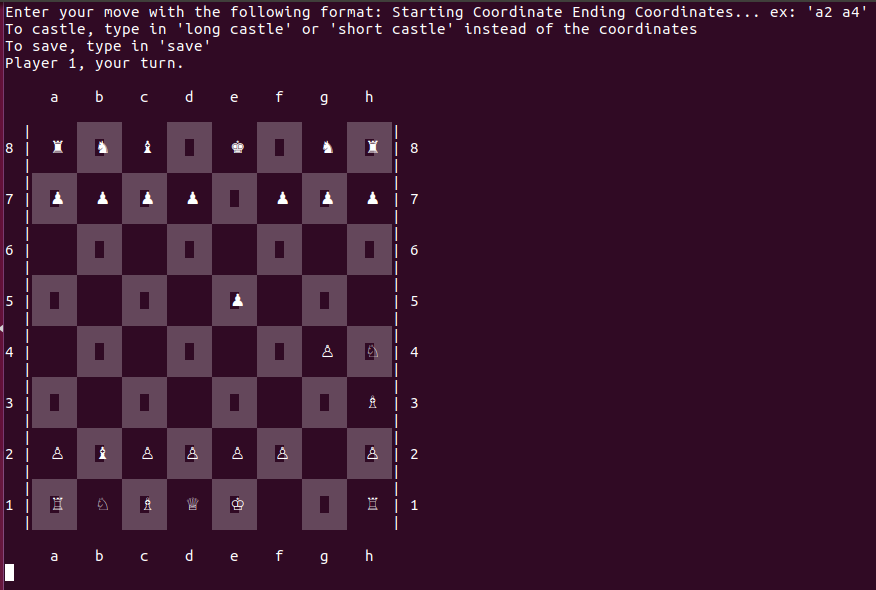 Enter your move with the following format: Starting Coordinate Ending Coordinates... ex: 'a2 a4'
To castle, type in 'long castle' or 'short castle' instead of the coordinates
To save, type in 'save'
Player 1, your turn.
a b c d e f g h
8 | ♜ ♞ ♝ ♚ ♞ ♜ | 8
7 | ♟ ♟ ♟ ♟ ♟ ♟ ♟ | 7
6 | | 6
5 | ♟ | 5
4 | ♙ ♘ | 4
3 | ♗ | 3
2 | ♙ ♝ ♙ ♙ ♙ ♙ ♙ | 2
1 | ♖ ♘ ♗ ♕ ♔ ♖ | 1
a b c d e f g h